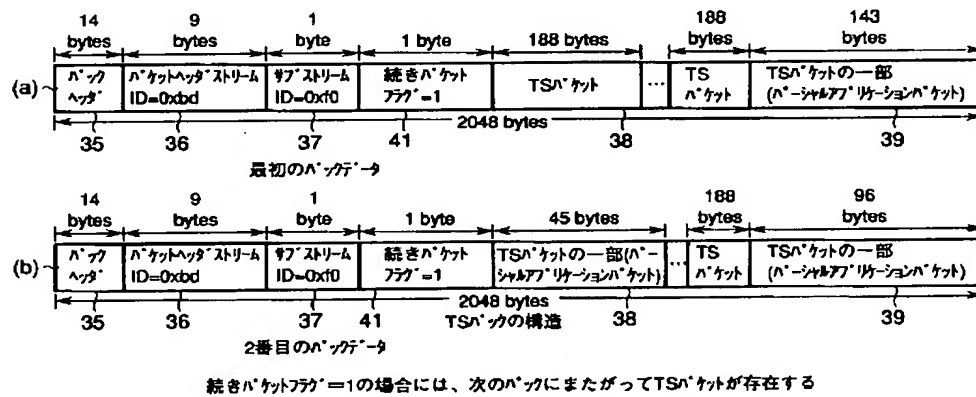 14 bytes
9 bytes
1 byte
1 byte
188 bytes
188 bytes
143 bytes
(a)
パック ヘッダ
パケットヘッダストリーム ID=0xbd
サブストリーム ID=0xf0
続きパケット フラグ=1
TSパケット
...
TS パケット
TSパケットの一部 (パーシャルアプリケーションパケット)
2048 bytes
35
36
37
41
38
39
最初のパックデータ
14 bytes
9 bytes
1 byte
1 byte
45 bytes
188 bytes
96 bytes
(b)
パック ヘッダ
パケットヘッダストリーム ID=0xbd
サブストリーム ID=0xf0
続きパケット フラグ=1
TSパケットの一部(パーシャルアプリケーションパケット)
...
TS パケット
TSパケットの一部 (パーシャルアプリケーションパケット)
2048 bytes
35
36
37
41
TSパックの構造
38
39
2番目のパックデータ
続きパケットフラグ=1の場合には、次のパックにまたがってTSパケットが存在する